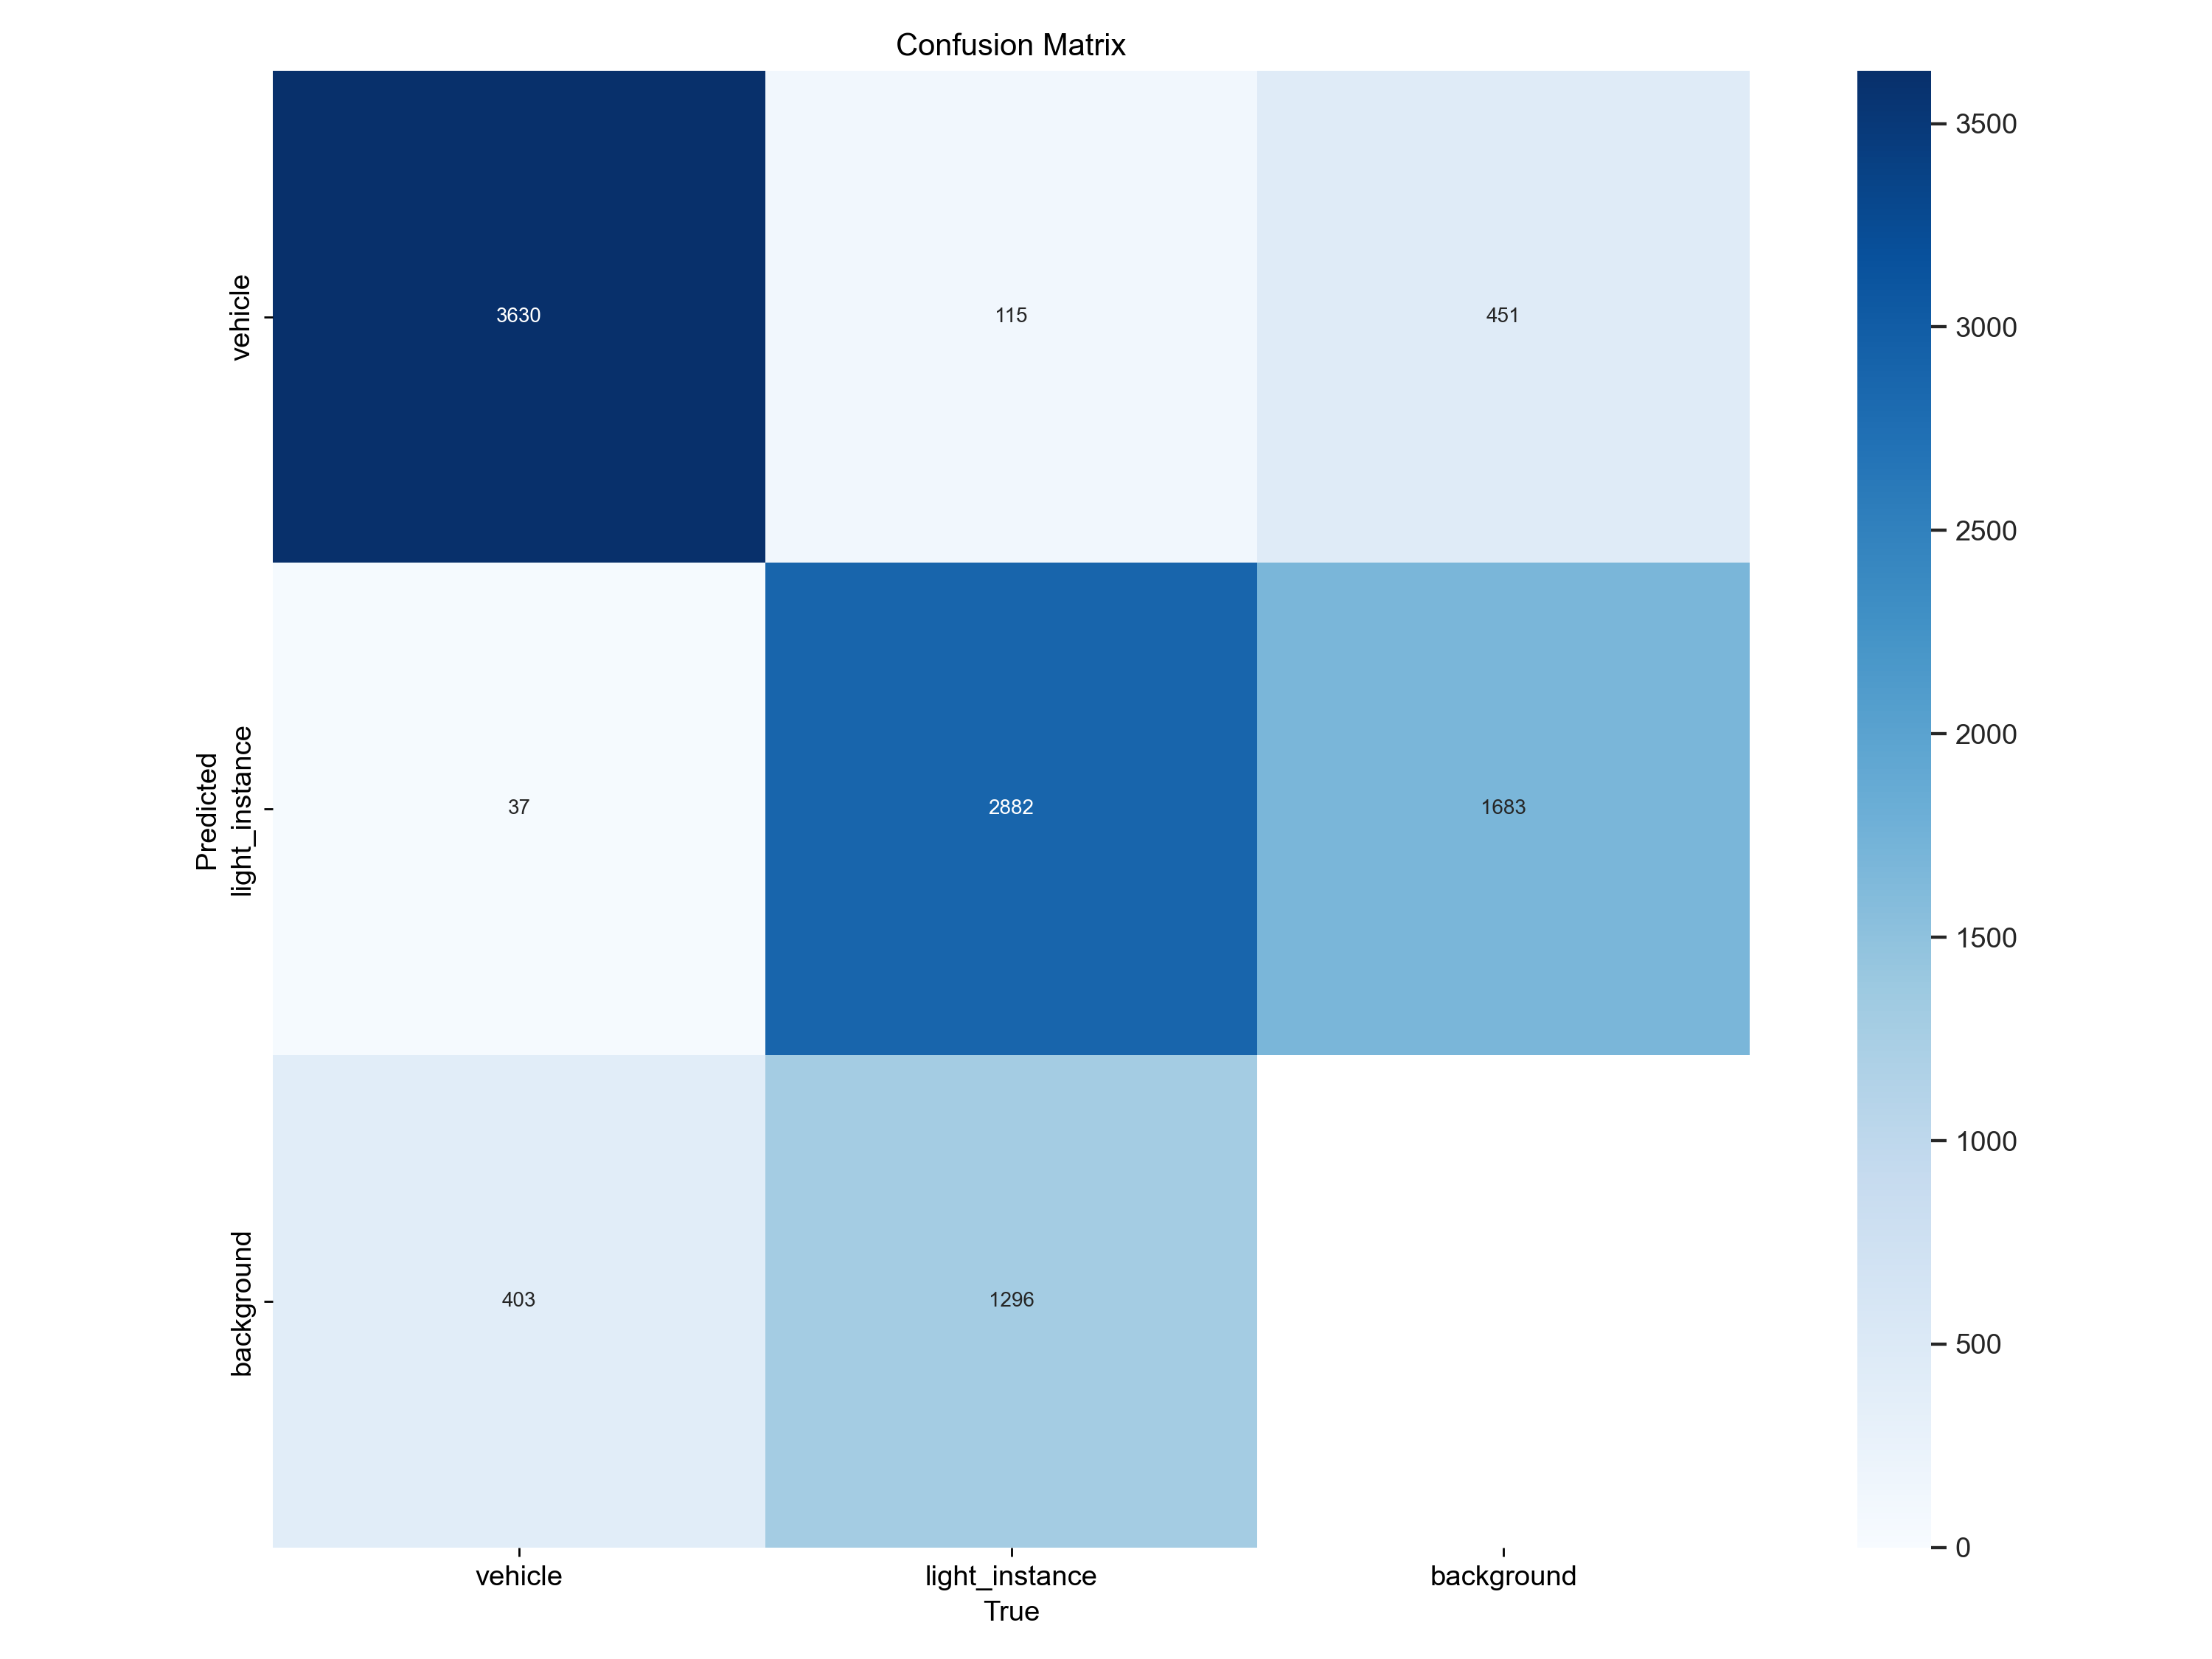 Confusion Matrix
vehicle
3630
115
451
3500
3000
2500
Predicted
light_instance
37
2882
1683
2000
1500
background
403
1296
1000
500
0
vehicle
light_instance
background
True